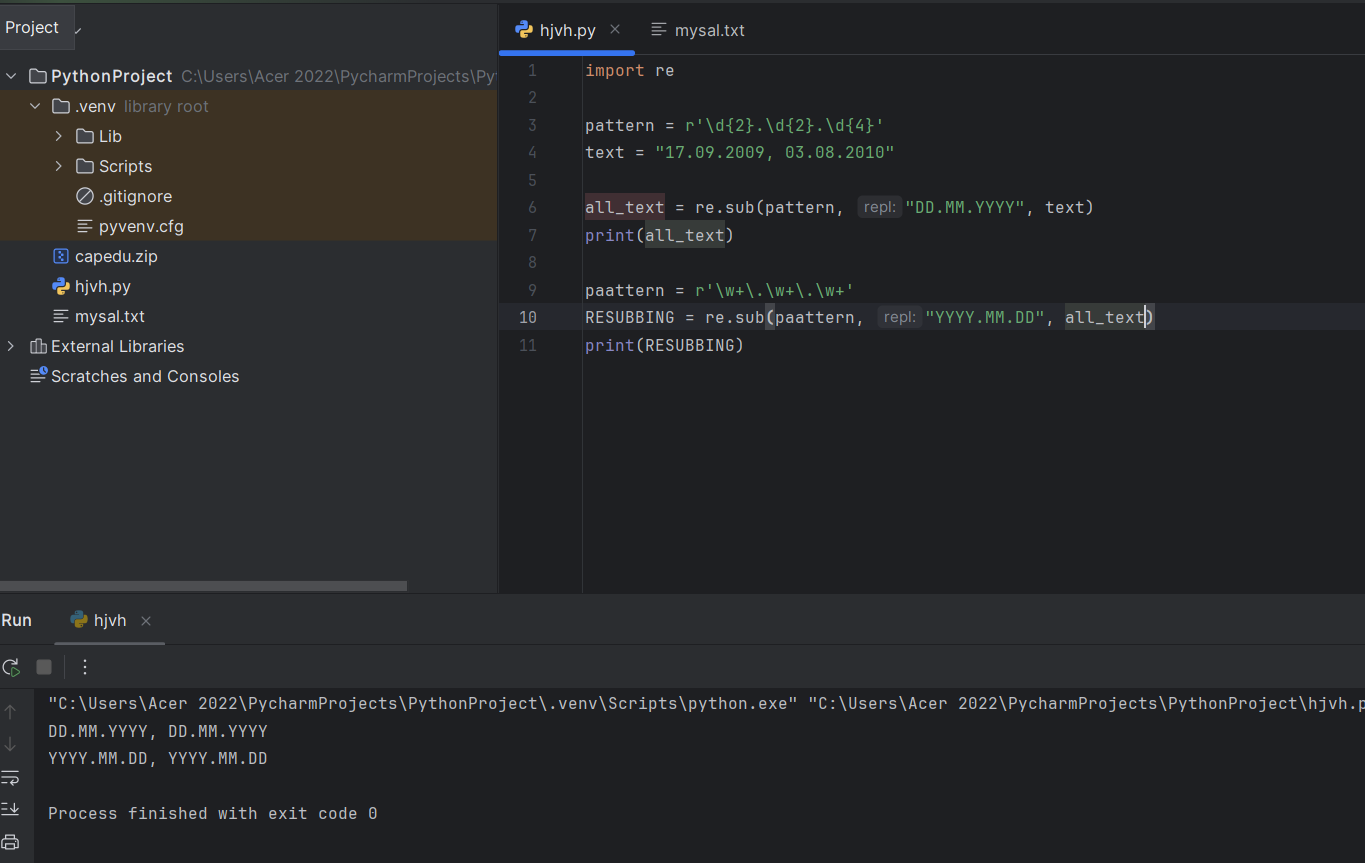 Project
PythonProject C:\Users\Acer 2022\PycharmProjects\Py
.venv library root
Lib
Scripts
.gitignore
pyvenv.cfg
capedu.zip
hjvh.py
mysal.txt
External Libraries
Scratches and Consoles
hjvh.py mysal.txt
1 import re
2
3 pattern = r'\d{2}.\d{2}.\d{4}'
4 text = "17.09.2009, 03.08.2010"
5
6 all_text = re.sub(pattern, repl: "DD.MM.YYYY", text)
7 print(all_text)
8
9 paattern = r'\w+\.\w+\.\w+'
10 RESUBBING = re.sub(paattern, repl: "YYYY.MM.DD", all_text)
11 print(RESUBBING)
Run hjvh
"C:\Users\Acer 2022\PycharmProjects\PythonProject\.venv\Scripts\python.exe" "C:\Users\Acer 2022\PycharmProjects\PythonProject\hjvh.p
DD.MM.YYYY, DD.MM.YYYY
YYYY.MM.DD, YYYY.MM.DD
Process finished with exit code 0